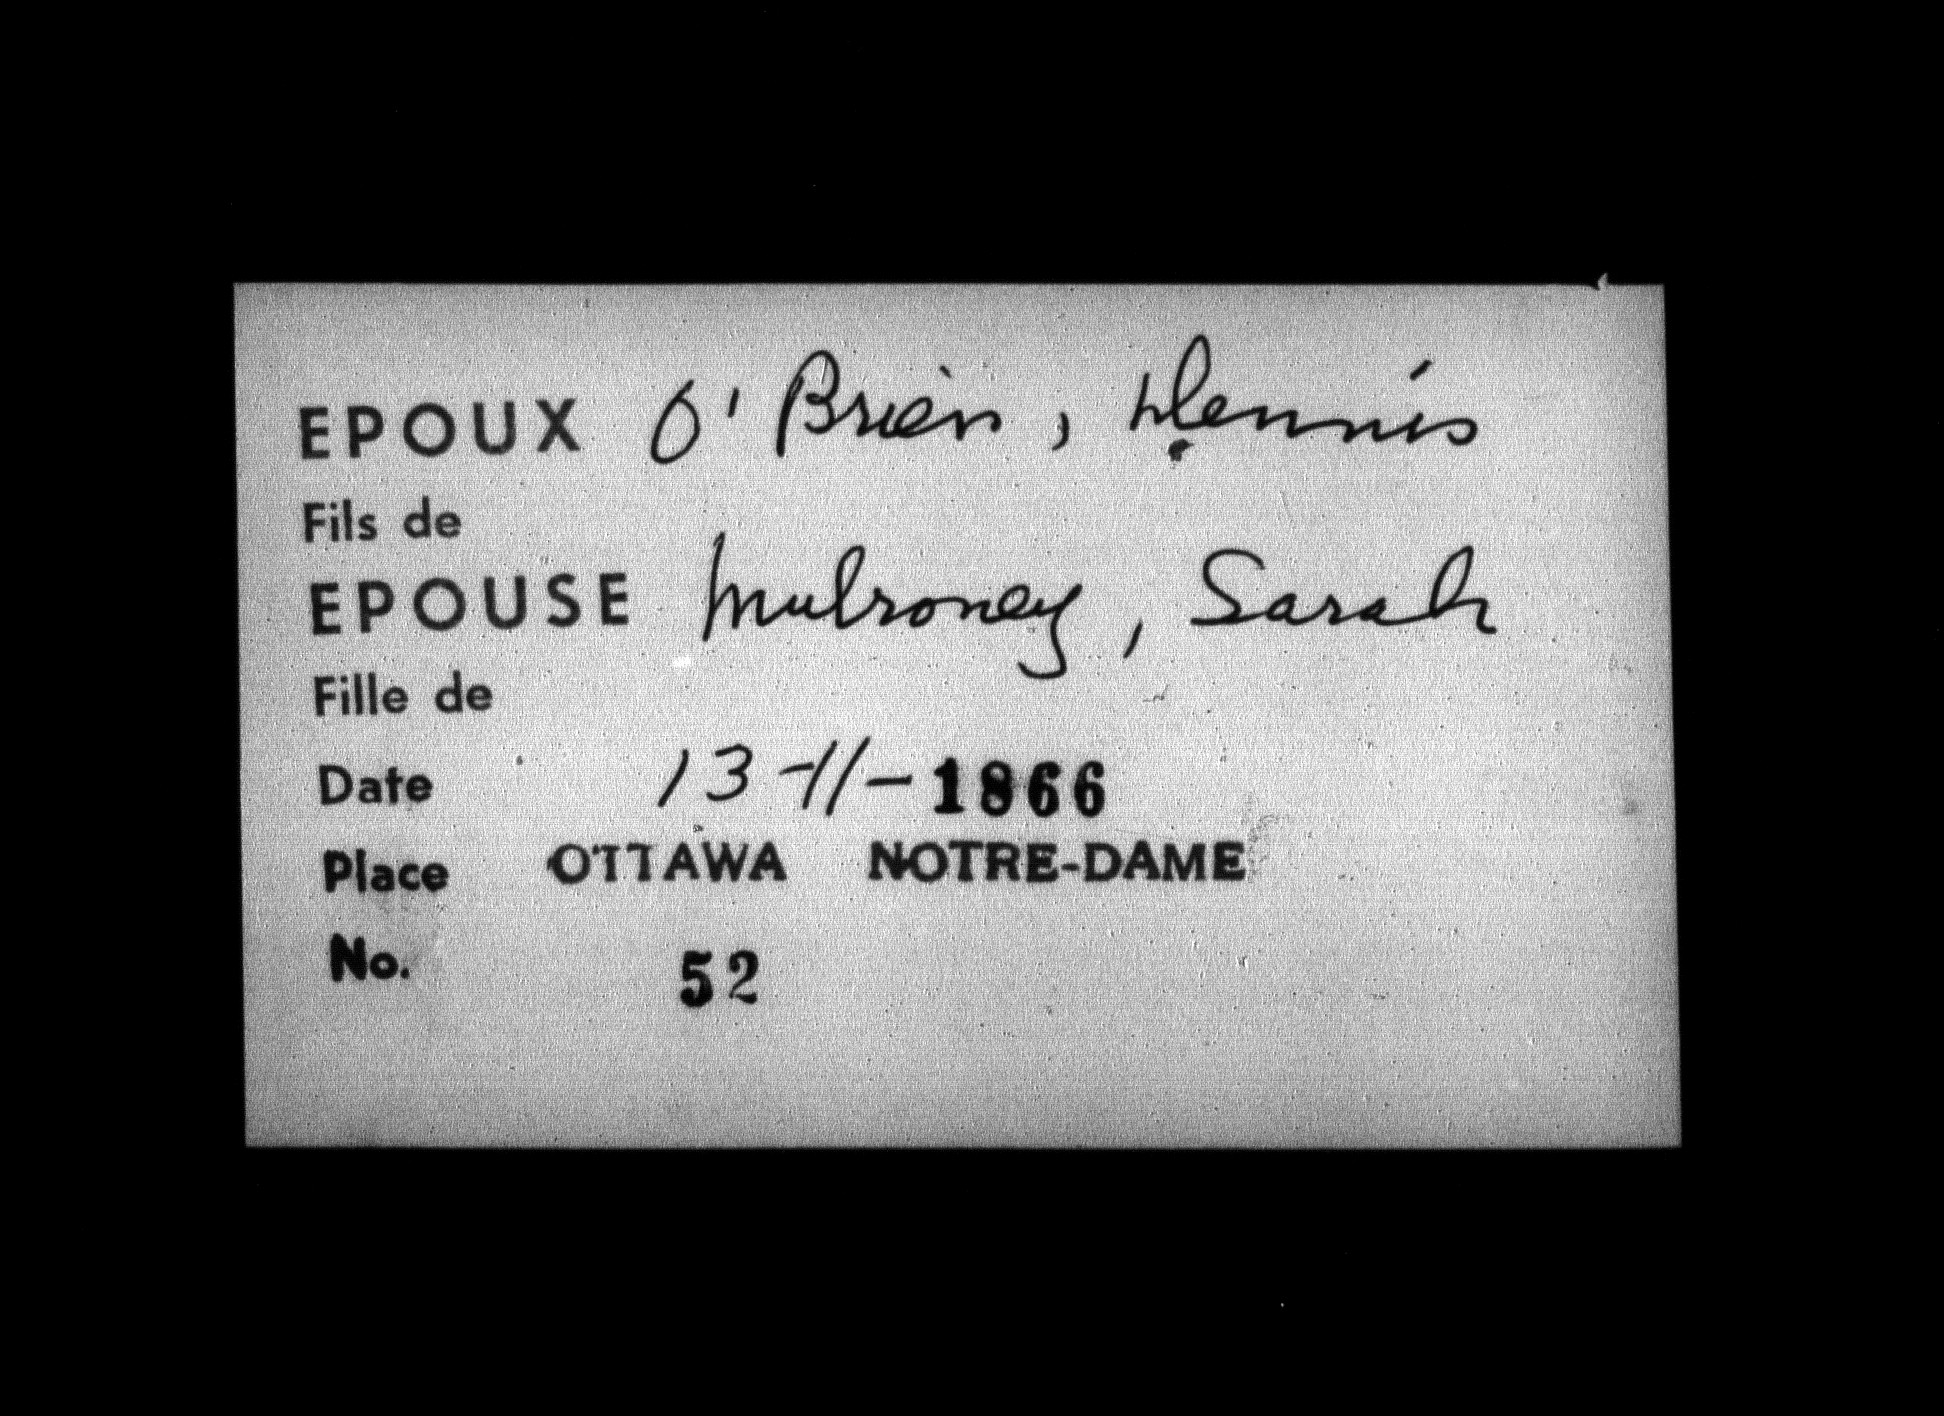 EPOUX O'Brien, Dennis
Fils de
EPOUSE Mulroney, Sarah
Fille de
Date 13-11-1866
Place OTTAWA NOTRE-DAME
No. 52